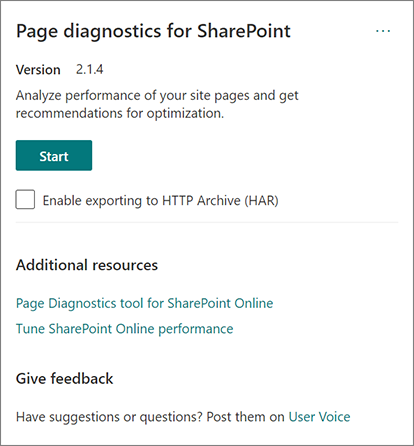 Page diagnostics for SharePoint
...
Version 2.1.4
Analyze performance of your site pages and get
recommendations for optimization.
Start
Enable exporting to HTTP Archive (HAR)
Additional resources
Page Diagnostics tool for SharePoint Online
Tune SharePoint Online performance
Give feedback
Have suggestions or questions? Post them on User Voice